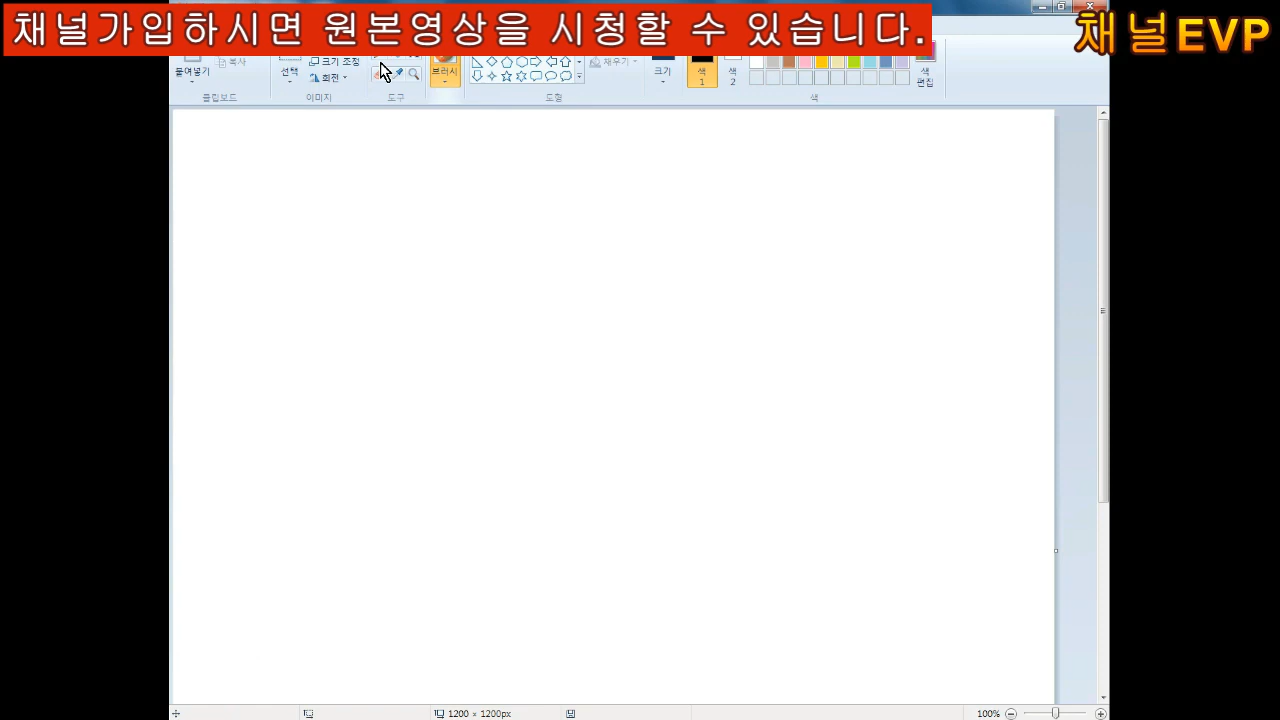 채널가입하시면 원본영상을 시청할 수 있습니다.
채널EVP
붙여넣기
복사
선택
크기 조정
회전
브러시
채우기
크기
색
1
색
2
색
편집
클립보드
이미지
도구
도형
색
1200 × 1200px
100%